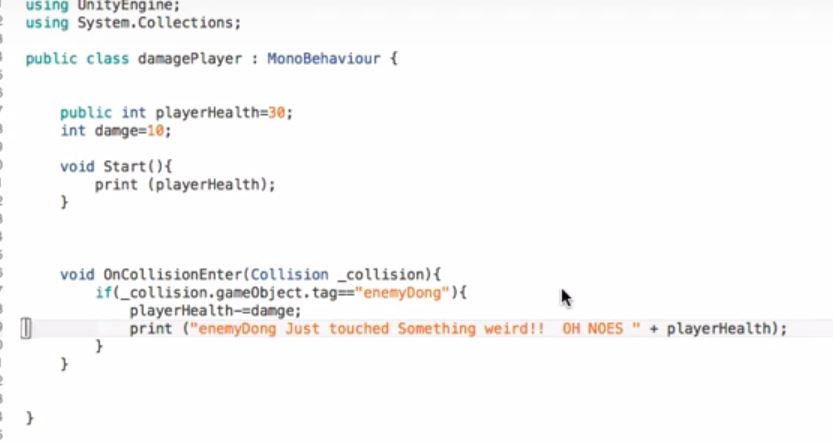 using UnityEngine;
using System.Collections;
public class damagePlayer : MonoBehaviour {
public int playerHealth=30;
int damge=10;
void Start(){
print (playerHealth);
}
void OnCollisionEnter(Collision _collision){
if(_collision.gameObject.tag=="enemyDong"){
playerHealth-=damge;
print ("enemyDong Just touched Something weird!!  OH NOES " + playerHealth);
}
}
}